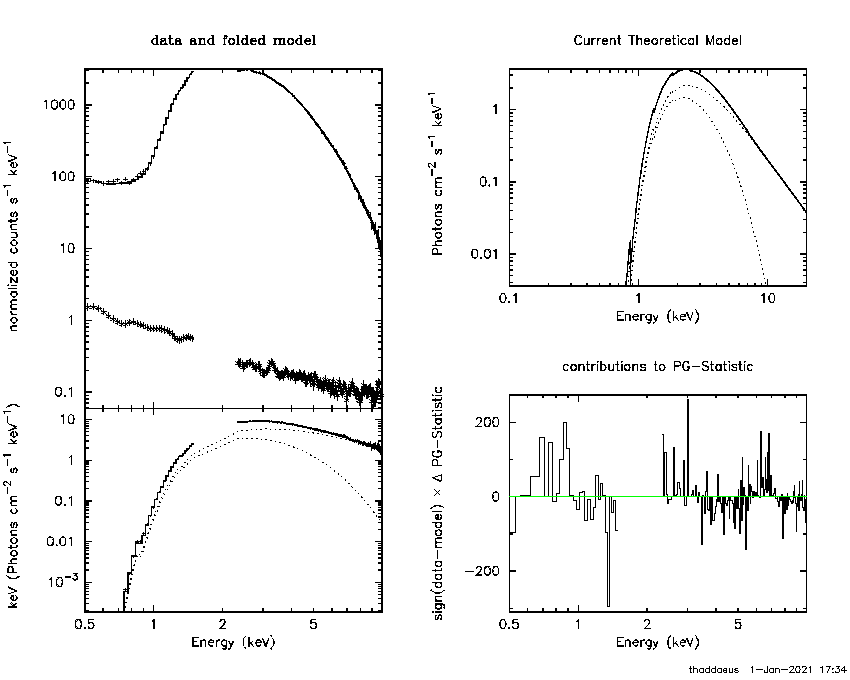 data and folded model
normalized counts s−1 keV−1
1000
100
10
1
0.1
keV (Photons cm−2 s−1 keV−1)
10
1
0.1
0.01
10−3
0.5
1
2
5
Energy (keV)
Current Theoretical Model
Photons cm−2 s−1 keV−1
1
0.1
0.01
0.1
1
10
Energy (keV)
contributions to PG−Statistic
sign(data−model) × Δ PG−Statistic
200
0
−200
0.5
1
2
5
Energy (keV)
thaddaeus 1−Jan−2021 17:34